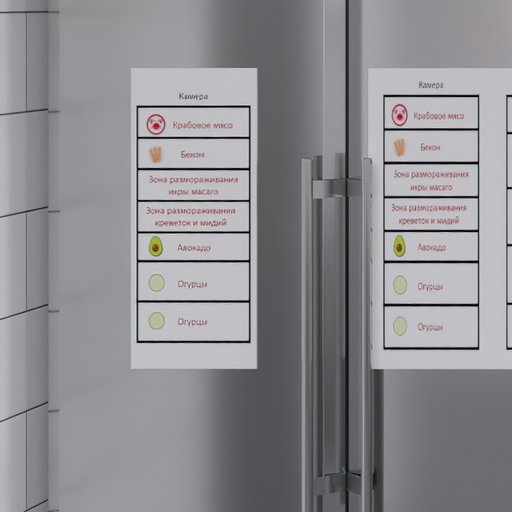 Камера
Крабовое мясо
Бекон
Зона размораживания
икры масаго
Зона размораживания
креветок и мидий
Авокадо
Огурцы
Огурцы
Камера
Крабовое мясо
Бекон
Зона размораживания
икры масаго
Зона размораживания
креветок и мидий
Авокадо
Огурцы
Огурцы